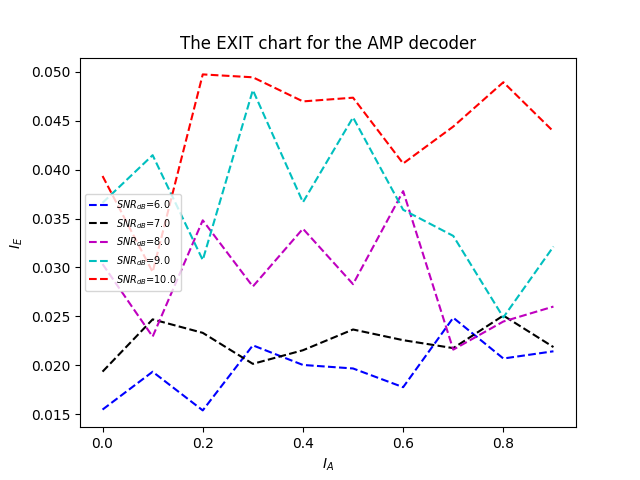 The EXIT chart for the AMP decoder
0.050
0.045
0.040
0.035
0.030
0.025
0.020
0.015
I_E
SNR_dB=6.0
SNR_dB=7.0
SNR_dB=8.0
SNR_dB=9.0
SNR_dB=10.0
0.0 0.2 0.4 0.6 0.8
I_A